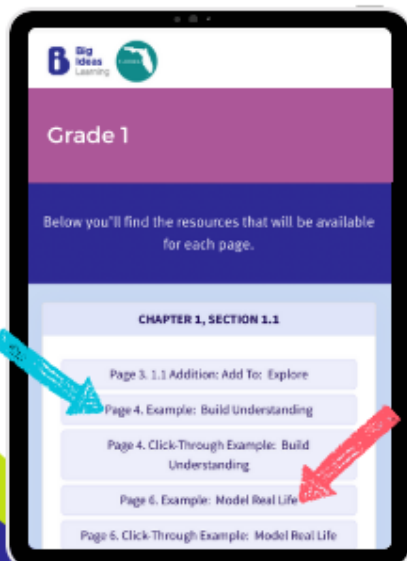 Big
Ideas
Learning
FLORIDA
Grade 1
Below you'll find the resources that will be available
for each page.
CHAPTER 1, SECTION 1.1
Page 3. 1.1 Addition: Add To: Explore
Page 4. Example: Build Understanding
Page 4. Click-Through Example: Build
Understanding
Page 6. Example: Model Real Life
Page 6. Click-Through Example: Model Real Life